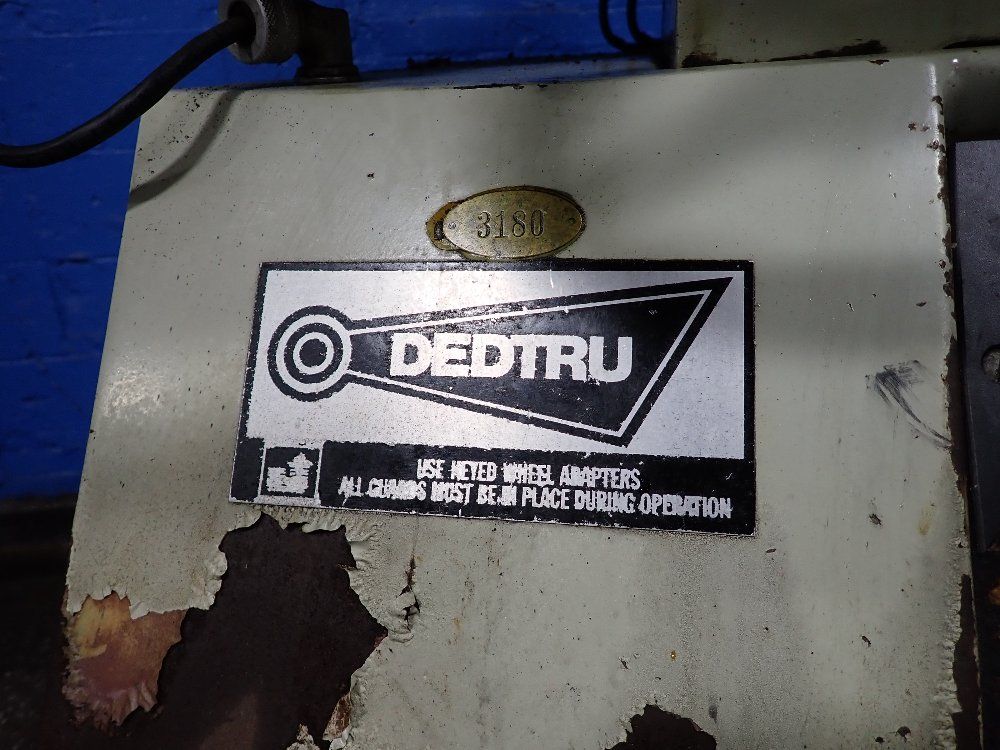 3180
DEDTRU
USE KEYED WHEEL ADAPTERS
ALL GUARDS MUST BE IN PLACE DURING OPERATION